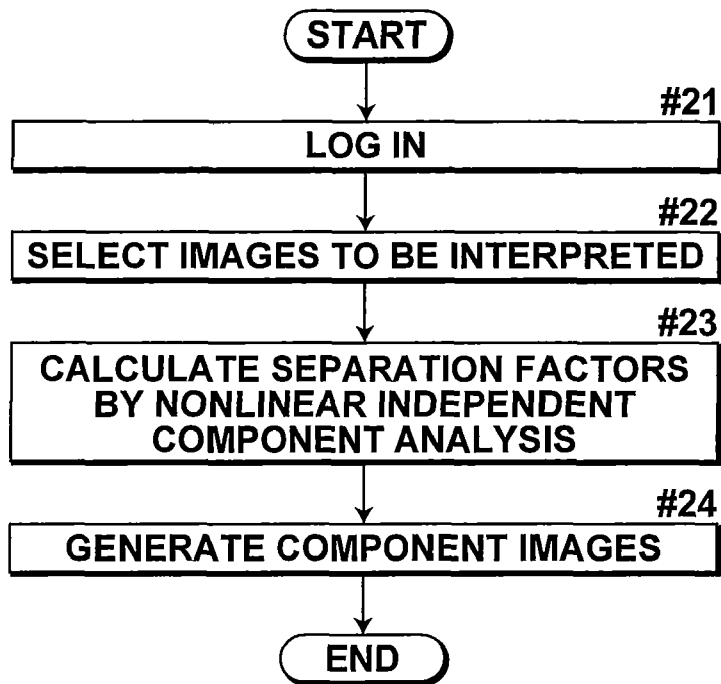 START
#21
LOG IN
#22
SELECT IMAGES TO BE INTERPRETED
#23
CALCULATE SEPARATION FACTORS
BY NONLINEAR INDEPENDENT
COMPONENT ANALYSIS
#24
GENERATE COMPONENT IMAGES
END